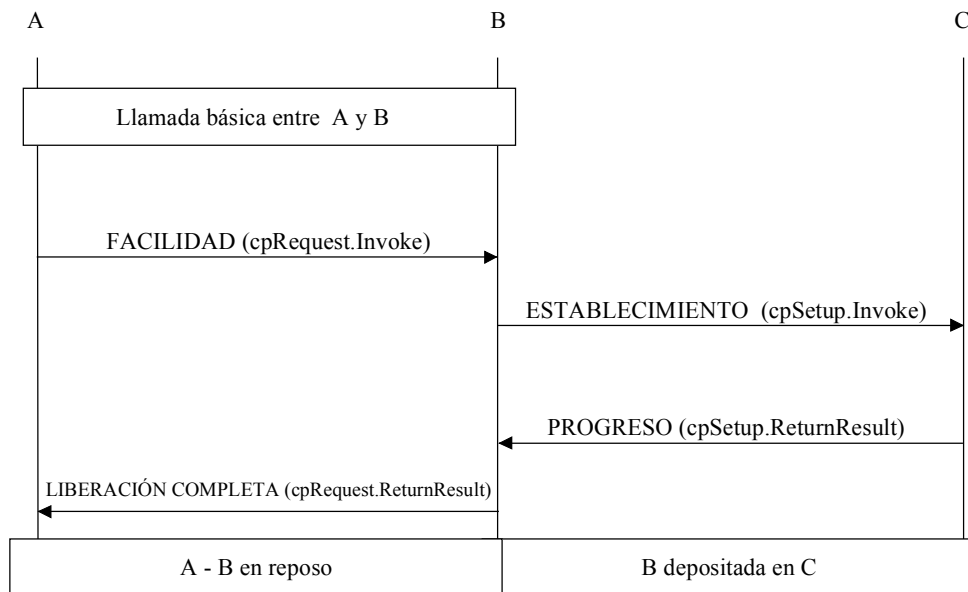 A B C
Llamada básica entre A y B
FACILIDAD (cpRequest.Invoke)
ESTABLECIMIENTO (cpSetup.Invoke)
PROGRESO (cpSetup.ReturnResult)
LIBERACIÓN COMPLETA (cpRequest.ReturnResult)
A - B en reposo B depositada en C